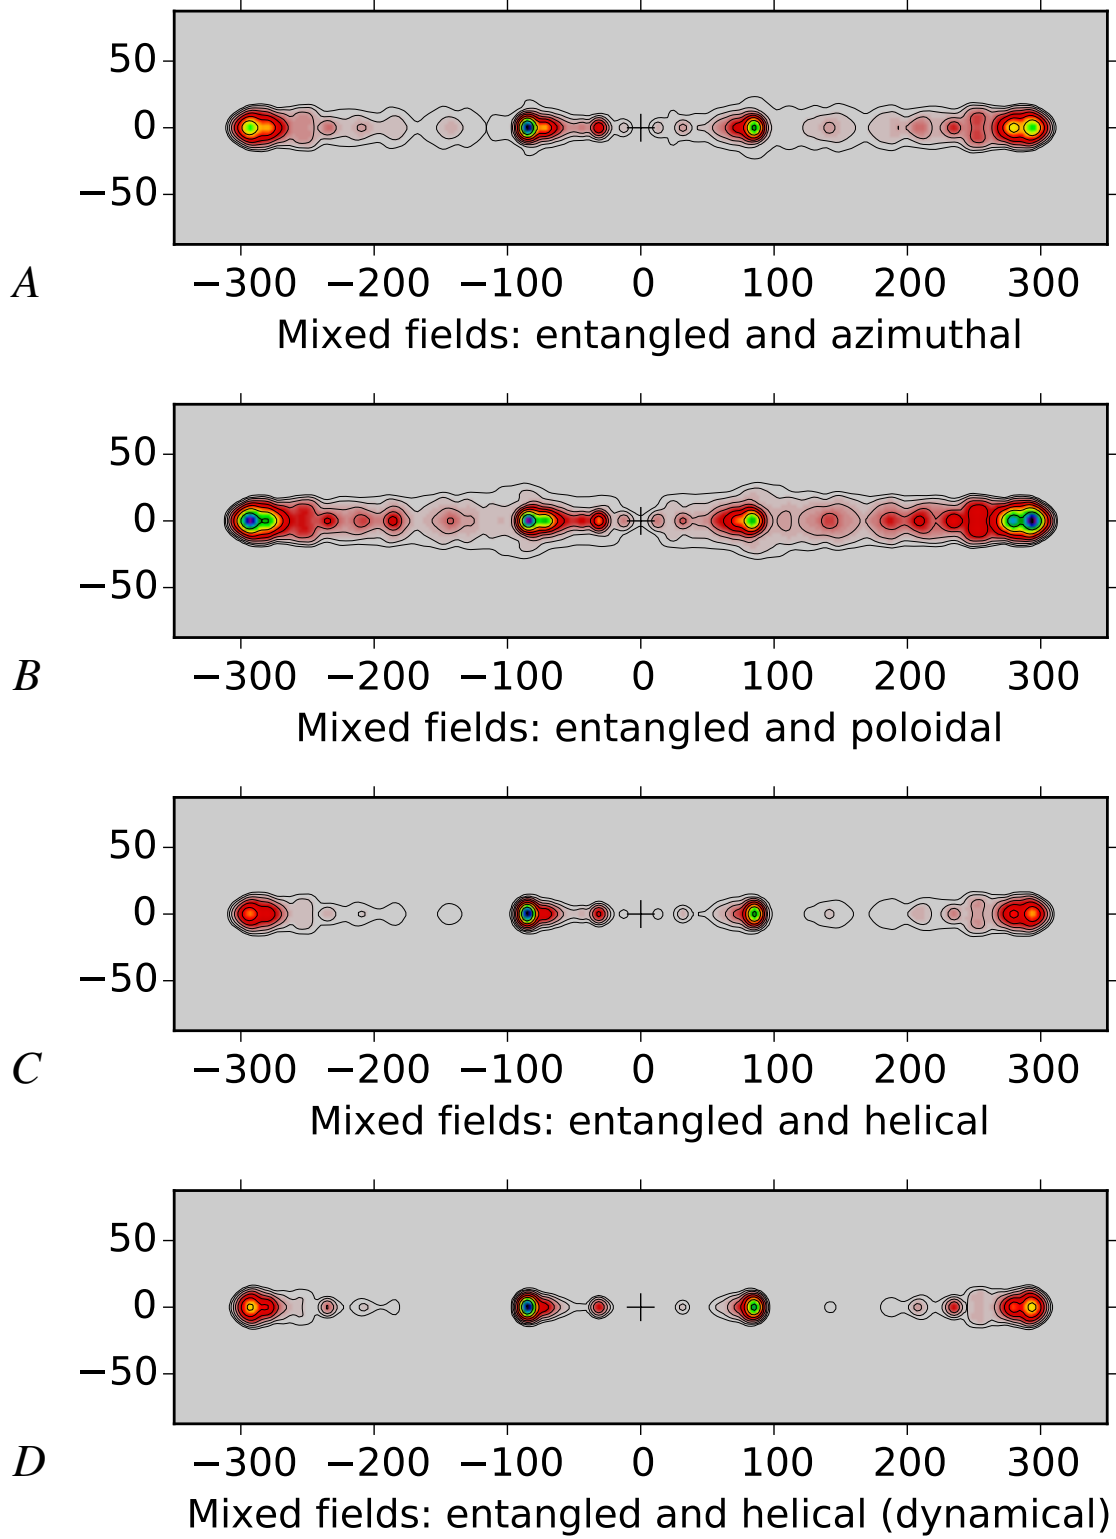 50
0
−50
A
−300 −200 −100 0 100 200 300
Mixed fields: entangled and azimuthal
50
0
−50
B
−300 −200 −100 0 100 200 300
Mixed fields: entangled and poloidal
50
0
−50
C
−300 −200 −100 0 100 200 300
Mixed fields: entangled and helical
50
0
−50
D
−300 −200 −100 0 100 200 300
Mixed fields: entangled and helical (dynamical)